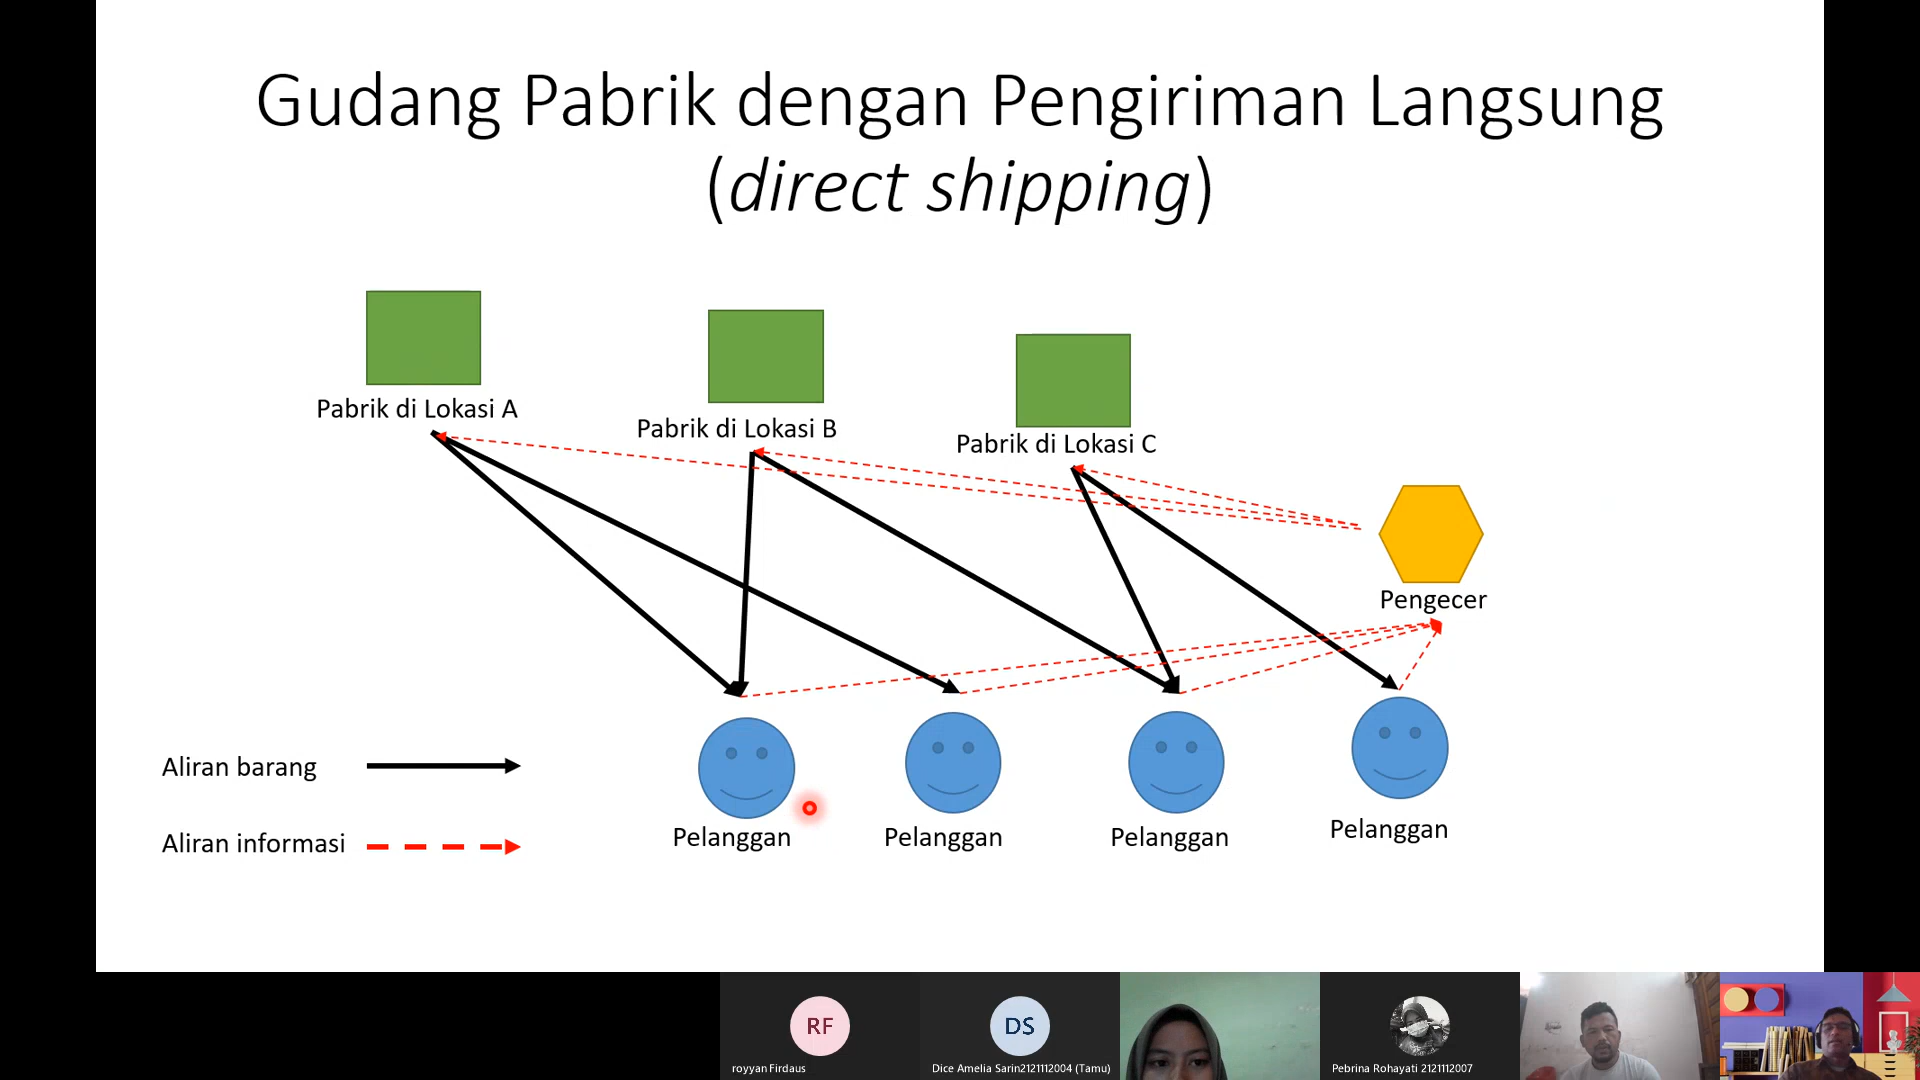 Gudang Pabrik dengan Pengiriman Langsung
(direct shipping)
Pabrik di Lokasi A
Pabrik di Lokasi B
Pabrik di Lokasi C
Pengecer
Aliran barang
Aliran informasi
Pelanggan
Pelanggan
Pelanggan
Pelanggan
RF
DS
royyan Firdaus
Dice Amelia Sarin2121112004 (Tamu)
Pebrina Rohayati 2121112007